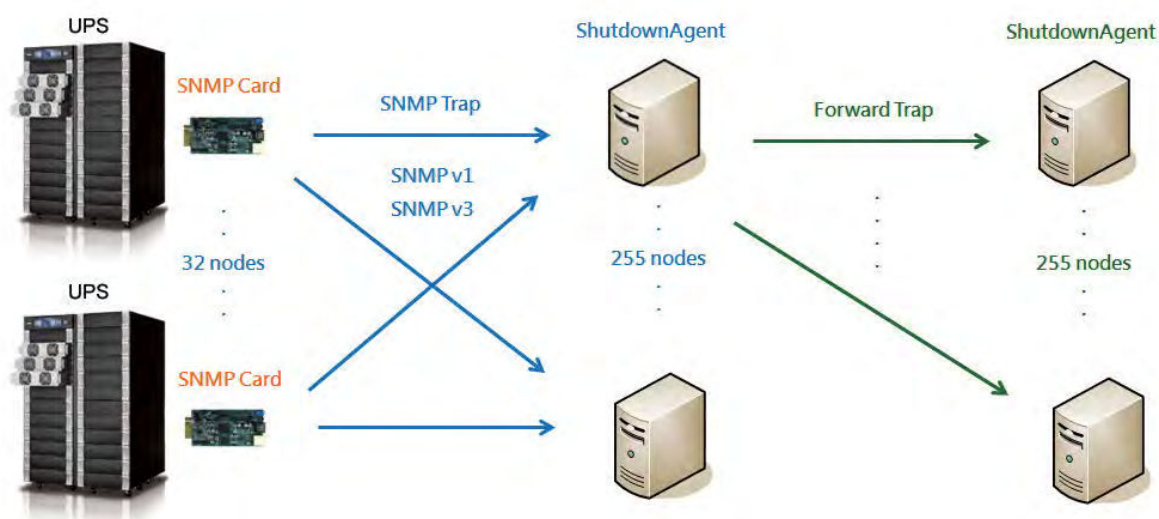 UPS
SNMP Card
32 nodes
UPS
SNMP Card
SNMP Trap
SNMP v1
SNMP v3
ShutdownAgent
255 nodes
Forward Trap
ShutdownAgent
255 nodes